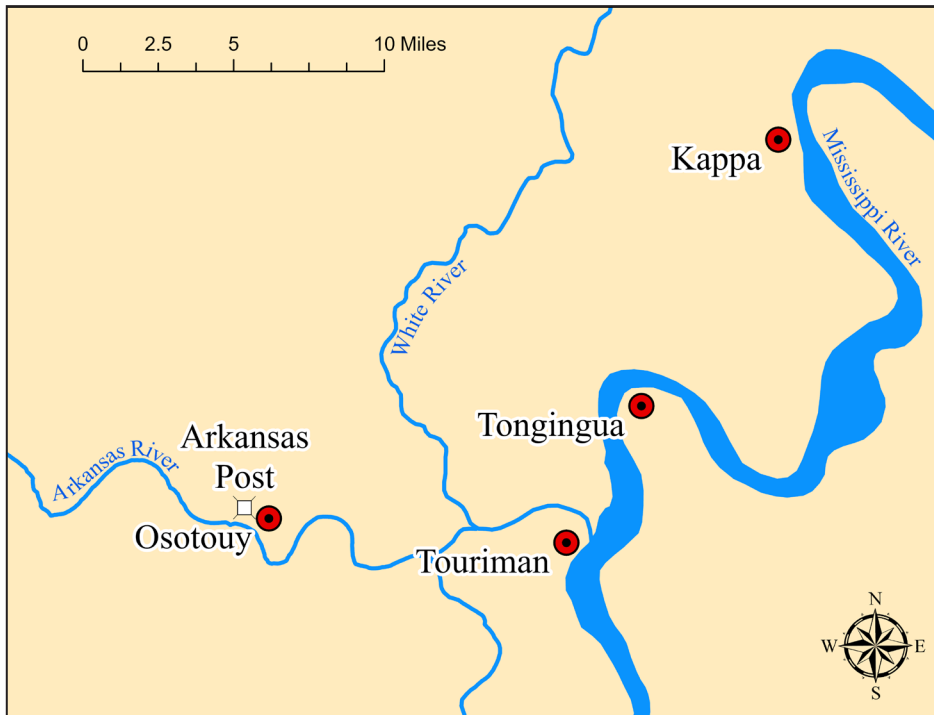 0 2.5 5 10 Miles
Kappa
Mississippi River
White River
Tongingua
Arkansas
Post
Arkansas River
Osotouy
Touriman
N
W E
S